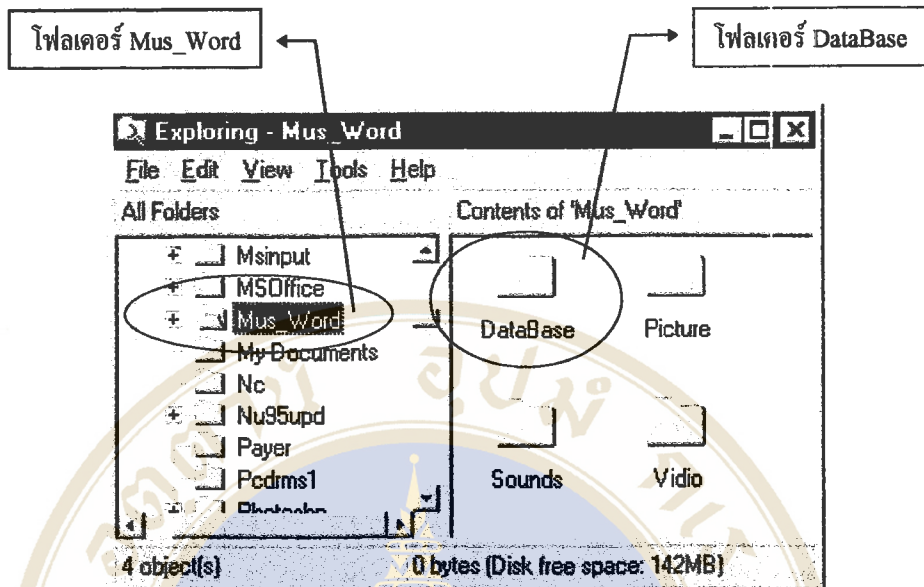 โฟลเดอร์ Mus_Word
โฟลเดอร์ DataBase
Exploring - Mus_Word
File Edit View Tools Help
All Folders
Contents of 'Mus_Word'
Msinput
MSOffice
Mus_Word
My Documents
Nc
Nu95upd
Payer
Pcdrms1
Photoshp
DataBase
Picture
Sounds
Vidio
4 object(s)
0 bytes (Disk free space: 142MB)